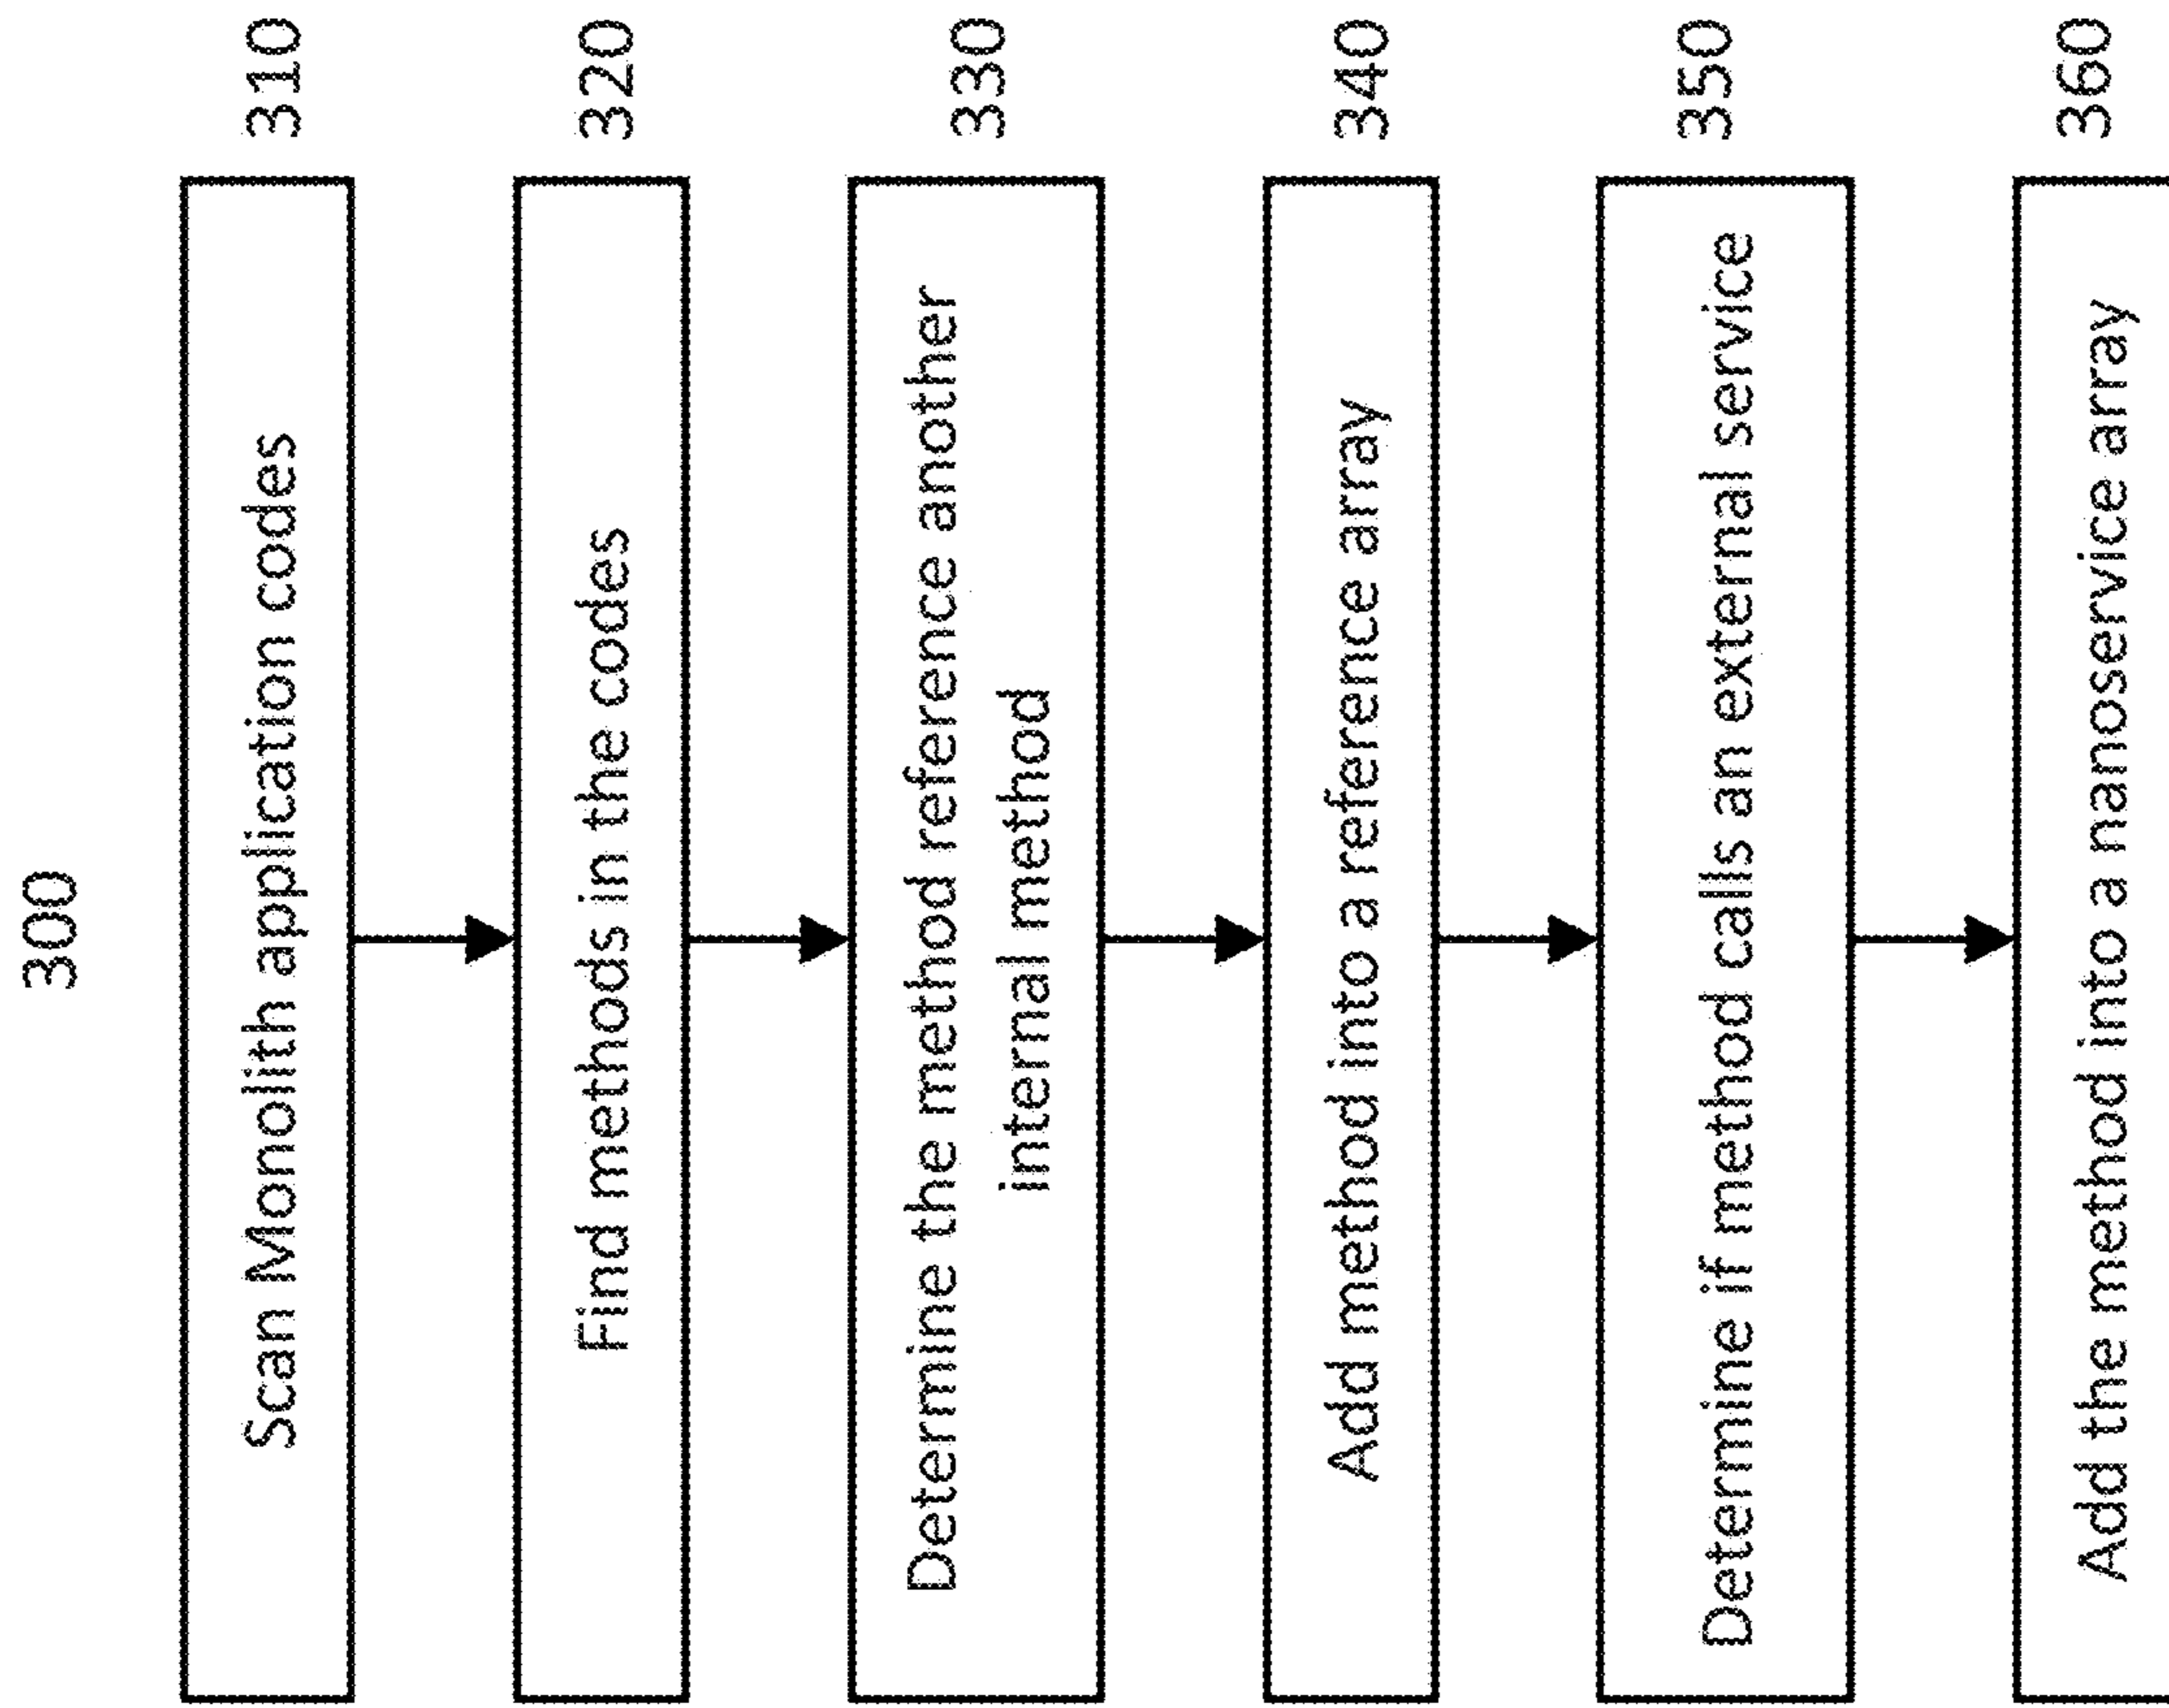 300
Scan Monolith application codes
310
Find methods in the codes
320
Determine the method reference another
internal method
330
Add method into a reference array
340
Determine if method calls an external service
350
Add the method into a nanoservice array
360